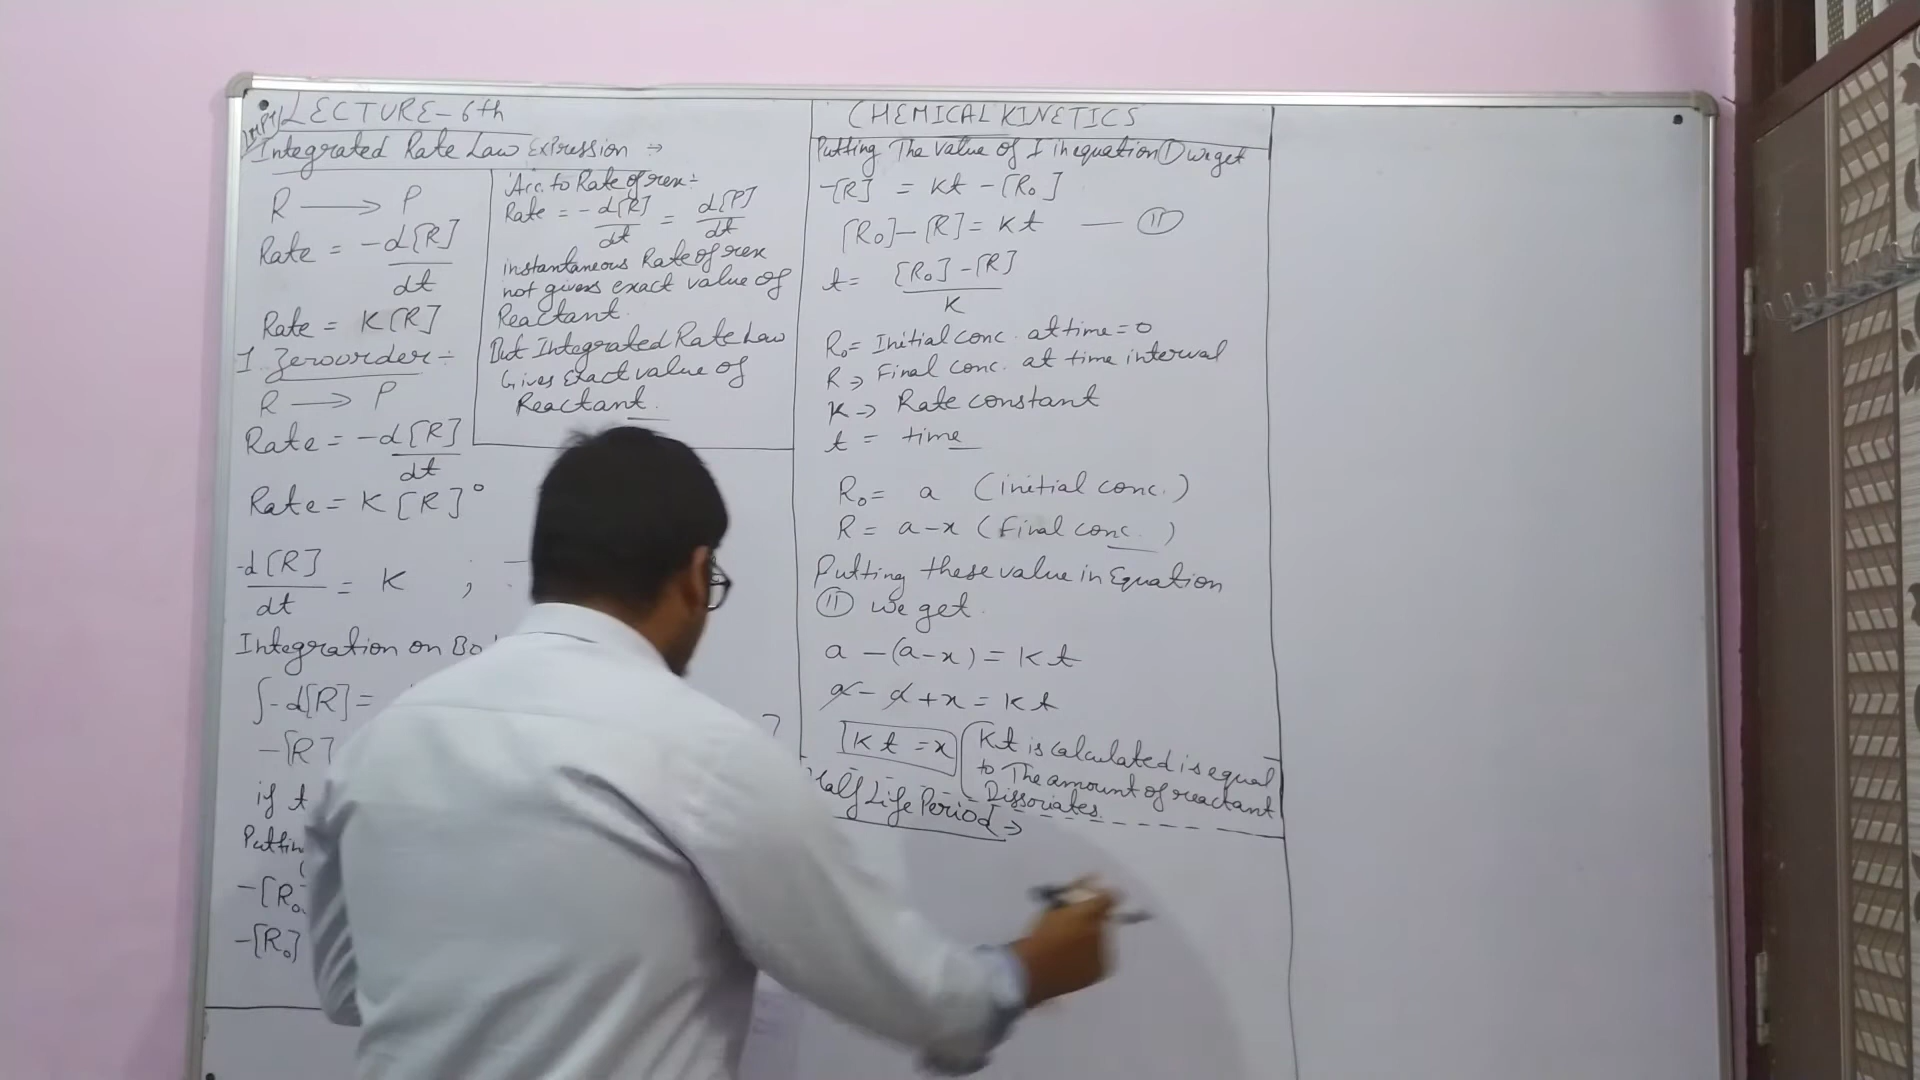 IMPT LECTURE-6th
Integrated Rate Law Expression →
R → P
Rate = -d[R]/dt
Rate = K[R]
1. Zero order ÷
R → P
Rate = -d[R]/dt
Rate = K[R]°
-d[R]/dt = K ;
Integration on
∫-d[R] =
-[R]
if t
Putting
-[R₀
-[R₀]
Acc. to Rate of rex ÷
Rate = -d[R]/dt = d[P]/dt
instantaneous Rate of rex
not gives exact value of
Reactant.
But Integrated Rate Law
Gives exact value of
Reactant.
CHEMICAL KINETICS
Putting The value of I in equation ① we get
-[R] = Kt - [R₀]
[R₀] - [R] = Kt — ⑪
t = [R₀] - [R]/K
R₀ = Initial conc. at time = 0
R → Final conc. at time interval
K → Rate constant
t = time
R₀ = a (initial conc.)
R = a-x (final conc.)
Putting these value in Equation
⑪ we get.
a - (a-x) = Kt
a - a + x = Kt
Kt = x
Kt is calculated is equal
to The amount of reactant
Dissociates.
Half Life Period →